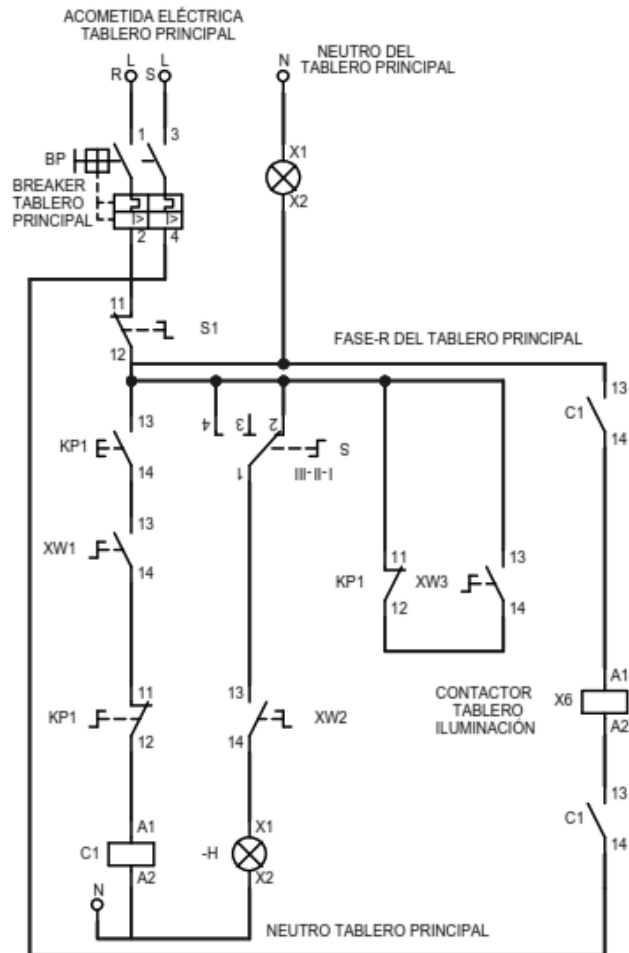 ACOMETIDA ELÉCTRICA
TABLERO PRINCIPAL
NEUTRO DEL
TABLERO PRINCIPAL
L L N
R S
1 3
BP
X1
X2
BREAKER
TABLERO
PRINCIPAL
I> I>
2 4
11
S1
12
FASE-R DEL TABLERO PRINCIPAL
13
C1
14
13
KP1
14
4 3 2
S
1
I-II-III
13
XW1
14
11
KP1
12
13
XW3
14
11
KP1
12
13
XW2
14
CONTACTOR
TABLERO
ILUMINACIÓN
A1
X6
A2
A1
C1
A2
X1
-H
X2
13
C1
14
N
NEUTRO TABLERO PRINCIPAL